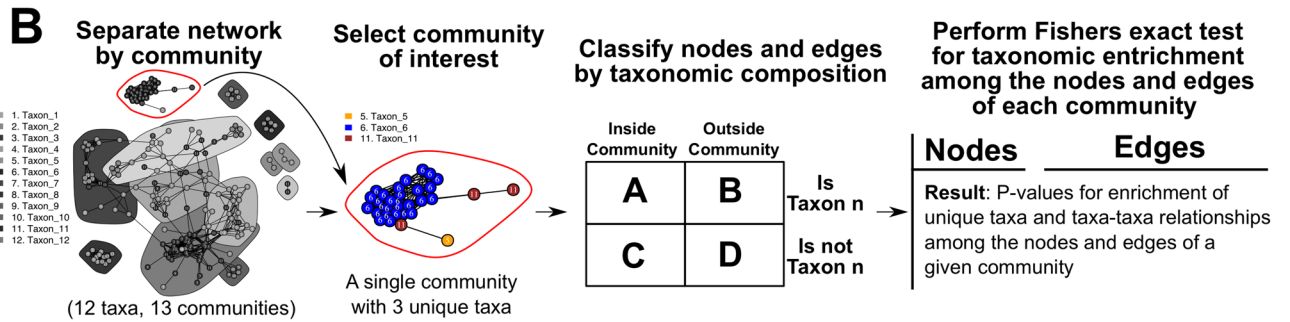 B
Separate network
by community
1. Taxon_1
2. Taxon_2
3. Taxon_3
4. Taxon_4
5. Taxon_5
6. Taxon_6
7. Taxon_7
8. Taxon_8
9. Taxon_9
10. Taxon_10
11. Taxon_11
12. Taxon_12
(12 taxa, 13 communities)
Select community
of interest
5. Taxon_5
6. Taxon_6
11. Taxon_11
11
11
11
5
A single community
with 3 unique taxa
Classify nodes and edges
by taxonomic composition
Inside
Community
Outside
Community
A
B
Is
Taxon n
C
D
Is not
Taxon n
Perform Fishers exact test
for taxonomic entrichment
among the nodes and edges
of each community
Nodes
Edges
Result: P-values for enrichment of
unique taxa and taxa-taxa relationships
among the nodes and edges of a
given community